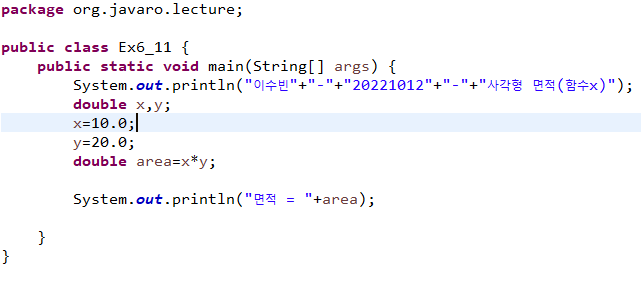 package org.javaro.lecture;
public class Ex6_11 {
public static void main(String[] args) {
System.out.println("이수빈"+"-"+"20221012"+"-"+"사각형 면적(함수x)");
double x,y;
x=10.0;
y=20.0;
double area=x*y;
System.out.println("면적 = "+area);
}
}